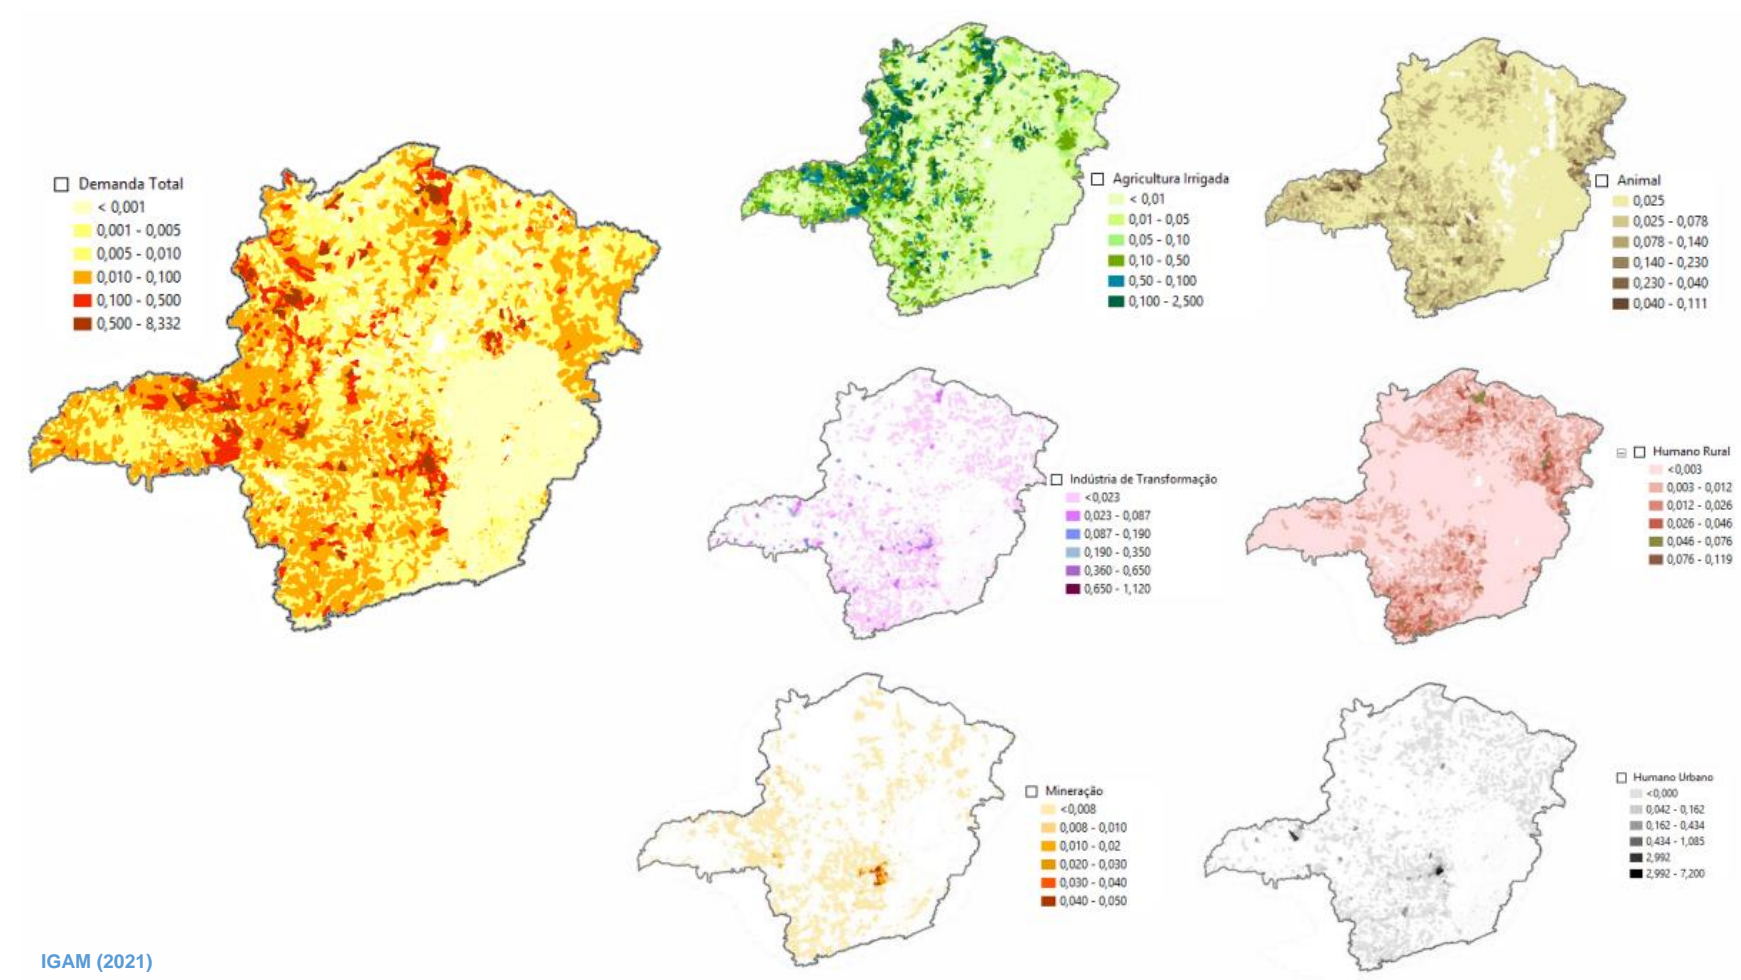 Demanda Total
< 0,001
0,001 - 0,005
0,005 - 0,010
0,010 - 0,100
0,100 - 0,500
0,500 - 8,332
Agricultura Irrigada
< 0,01
0,01 - 0,05
0,05 - 0,10
0,10 - 0,50
0,50 - 0,100
0,100 - 2,500
Animal
0,025
0,025 - 0,078
0,078 - 0,140
0,140 - 0,230
0,230 - 0,040
0,040 - 0,111
Indústria de Transformação
<0,023
0,023 - 0,087
0,087 - 0,190
0,190 - 0,350
0,360 - 0,650
0,650 - 1,120
Humano Rural
<0,003
0,003 - 0,012
0,012 - 0,026
0,026 - 0,046
0,046 - 0,076
0,076 - 0,119
Mineração
<0,008
0,008 - 0,010
0,010 - 0,02
0,020 - 0,030
0,030 - 0,040
0,040 - 0,050
Humano Urbano
<0,000
0,042 - 0,162
0,162 - 0,434
0,434 - 1,085
2,992
2,992 - 7,200
IGAM (2021)